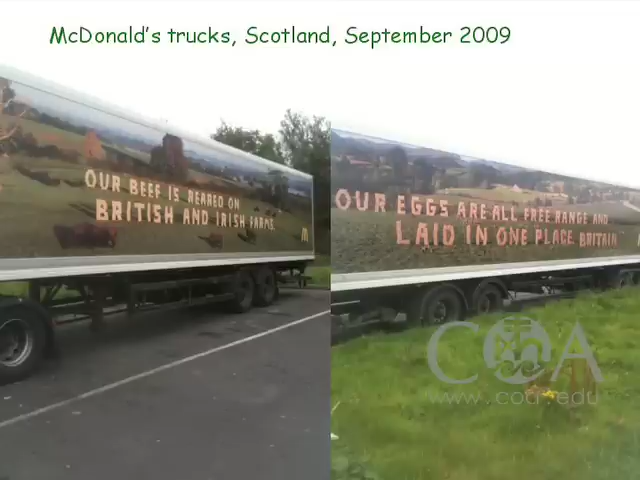 McDonald's trucks, Scotland, September 2009
OUR BEEF IS REARED ON
BRITISH AND IRISH FARMS.
OUR EGGS ARE ALL FREE RANGE AND
LAID IN ONE PLACE BRITAIN
COA
www.coa.edu